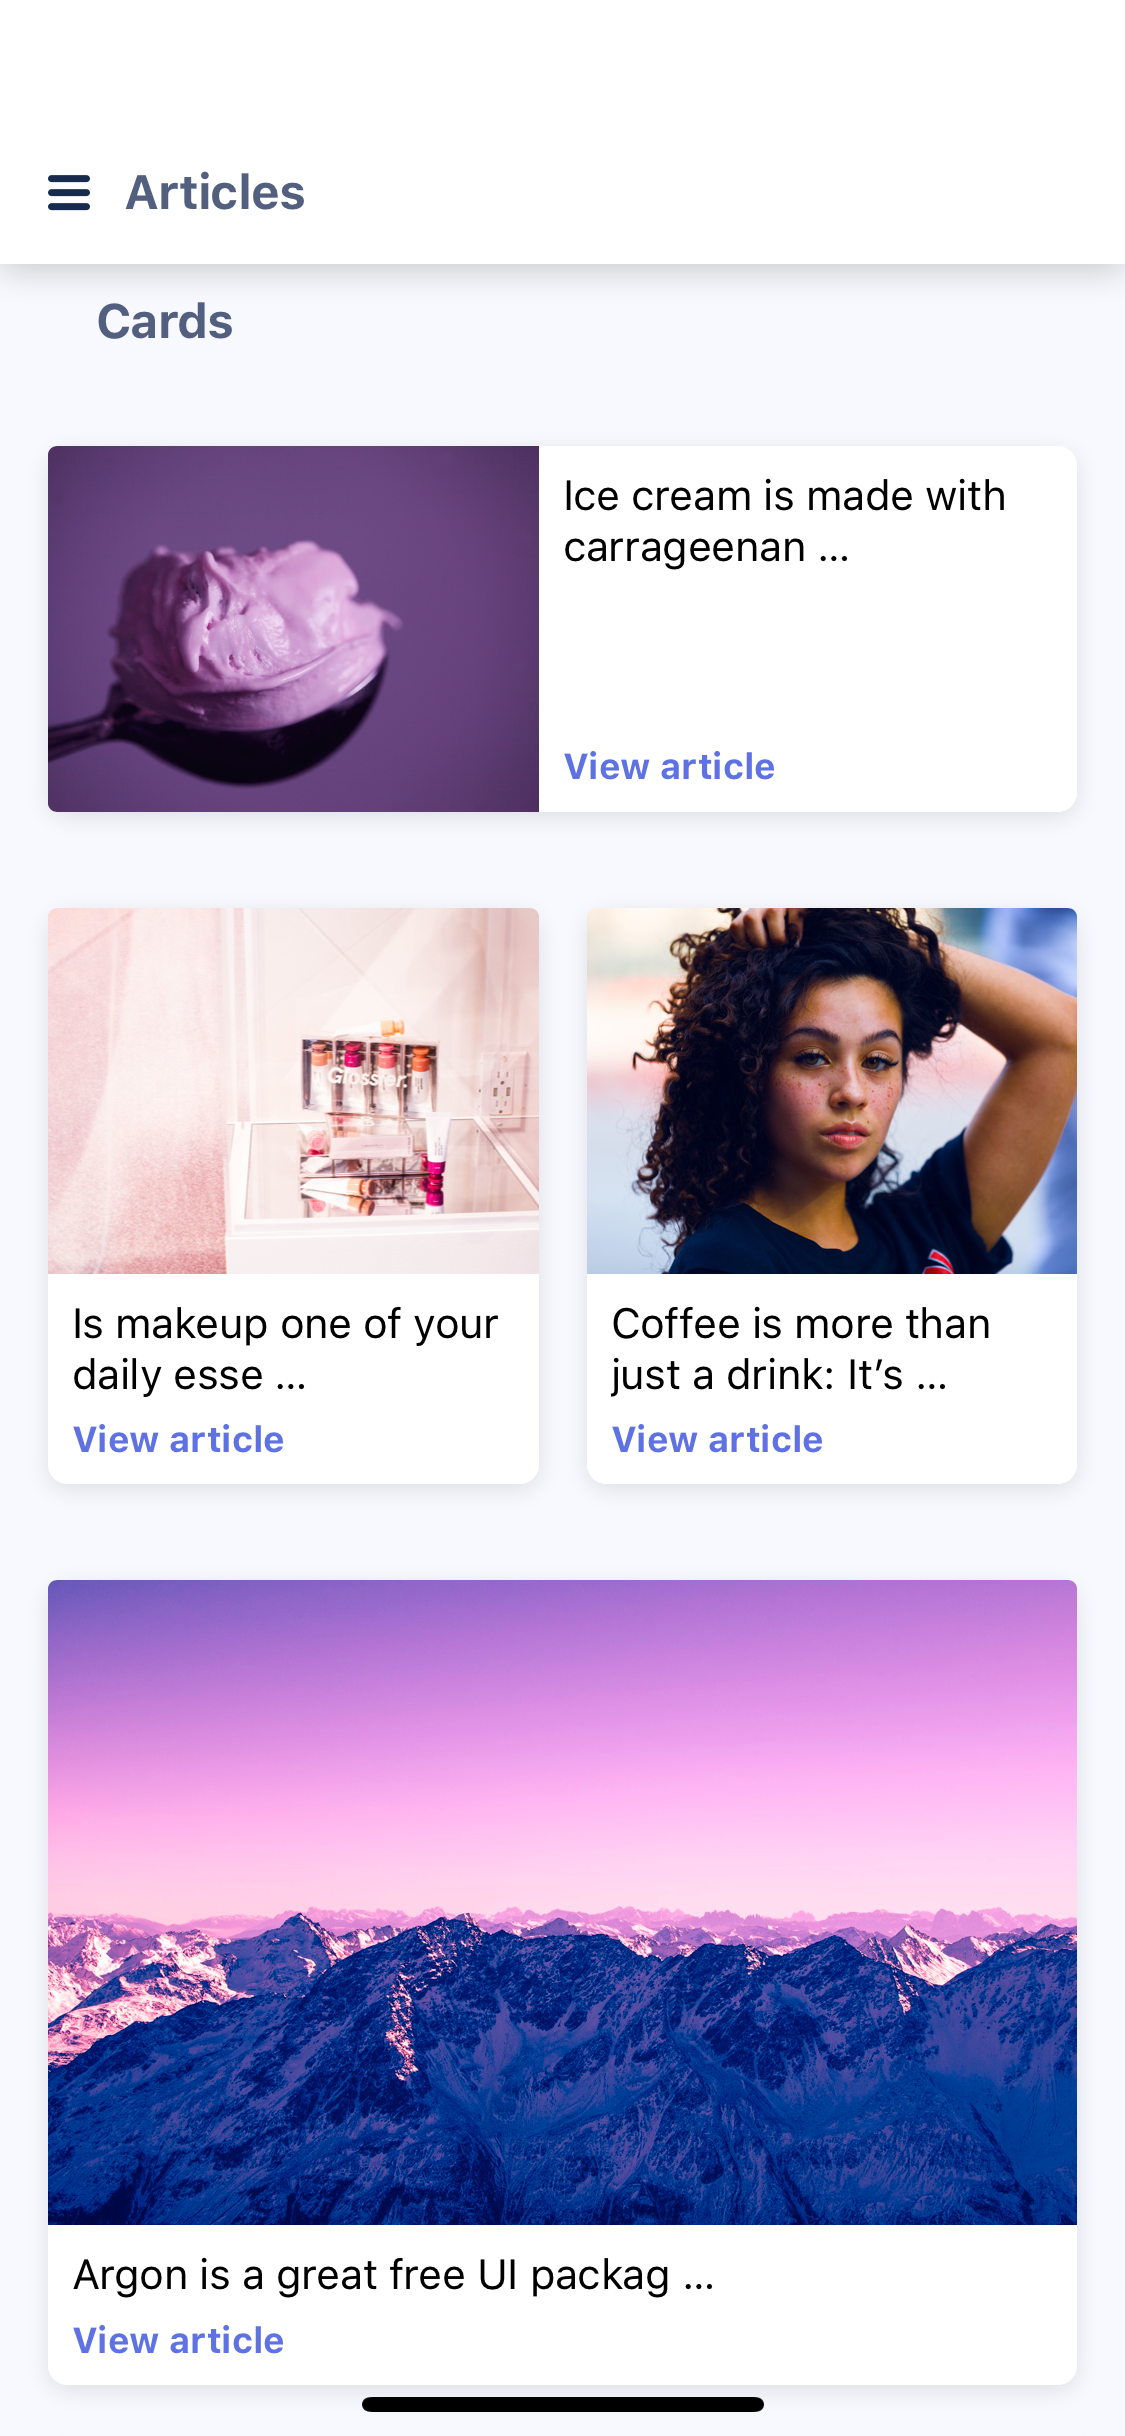 Articles
Cards
Ice cream is made with
carrageenan ...
View article
Glossier.
Is makeup one of your
daily esse ...
View article
Coffee is more than
just a drink: It’s ...
View article
Argon is a great free UI packag ...
View article